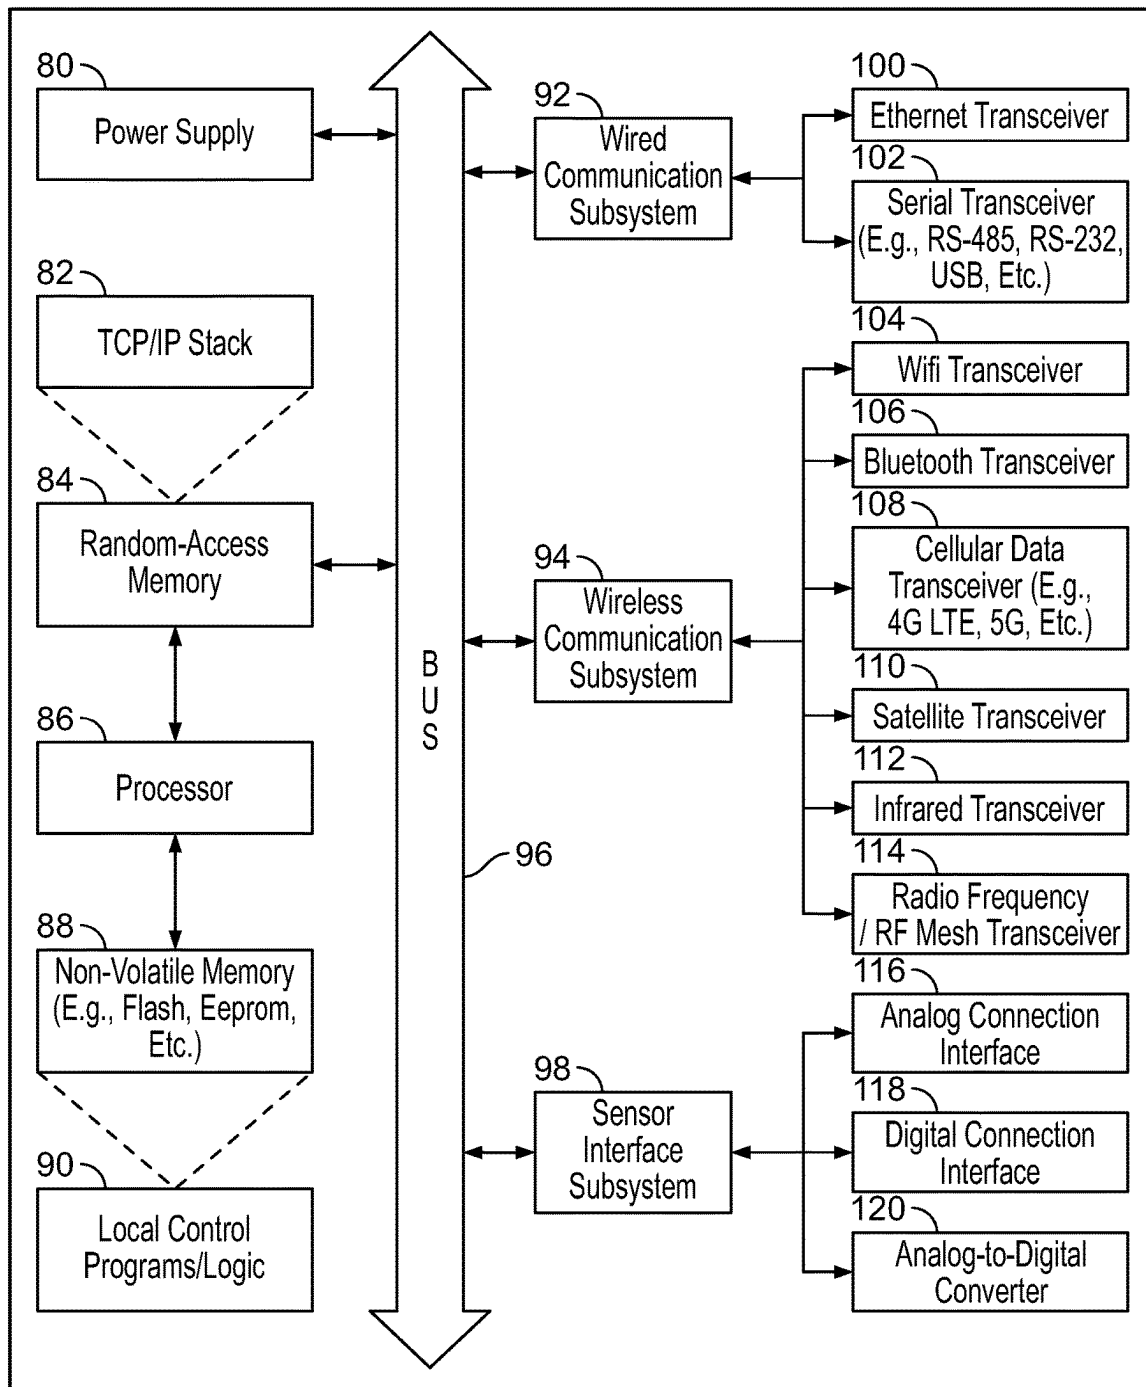 80
Power Supply
82
TCP/IP Stack
84
Random-Access
Memory
86
Processor
88
Non-Volatile Memory
(E.g., Flash, Eeprom,
Etc.)
90
Local Control
Programs/Logic
B
U
S
96
92
Wired
Communication
Subsystem
94
Wireless
Communication
Subsystem
98
Sensor
Interface
Subsystem
100
Ethernet Transceiver
102
Serial Transceiver
(E.g., RS-485, RS-232,
USB, Etc.)
104
Wifi Transceiver
106
Bluetooth Transceiver
108
Cellular Data
Transceiver (E.g.,
4G LTE, 5G, Etc.)
110
Satellite Transceiver
112
Infrared Transceiver
114
Radio Frequency
/ RF Mesh Transceiver
116
Analog Connection
Interface
118
Digital Connection
Interface
120
Analog-to-Digital
Converter